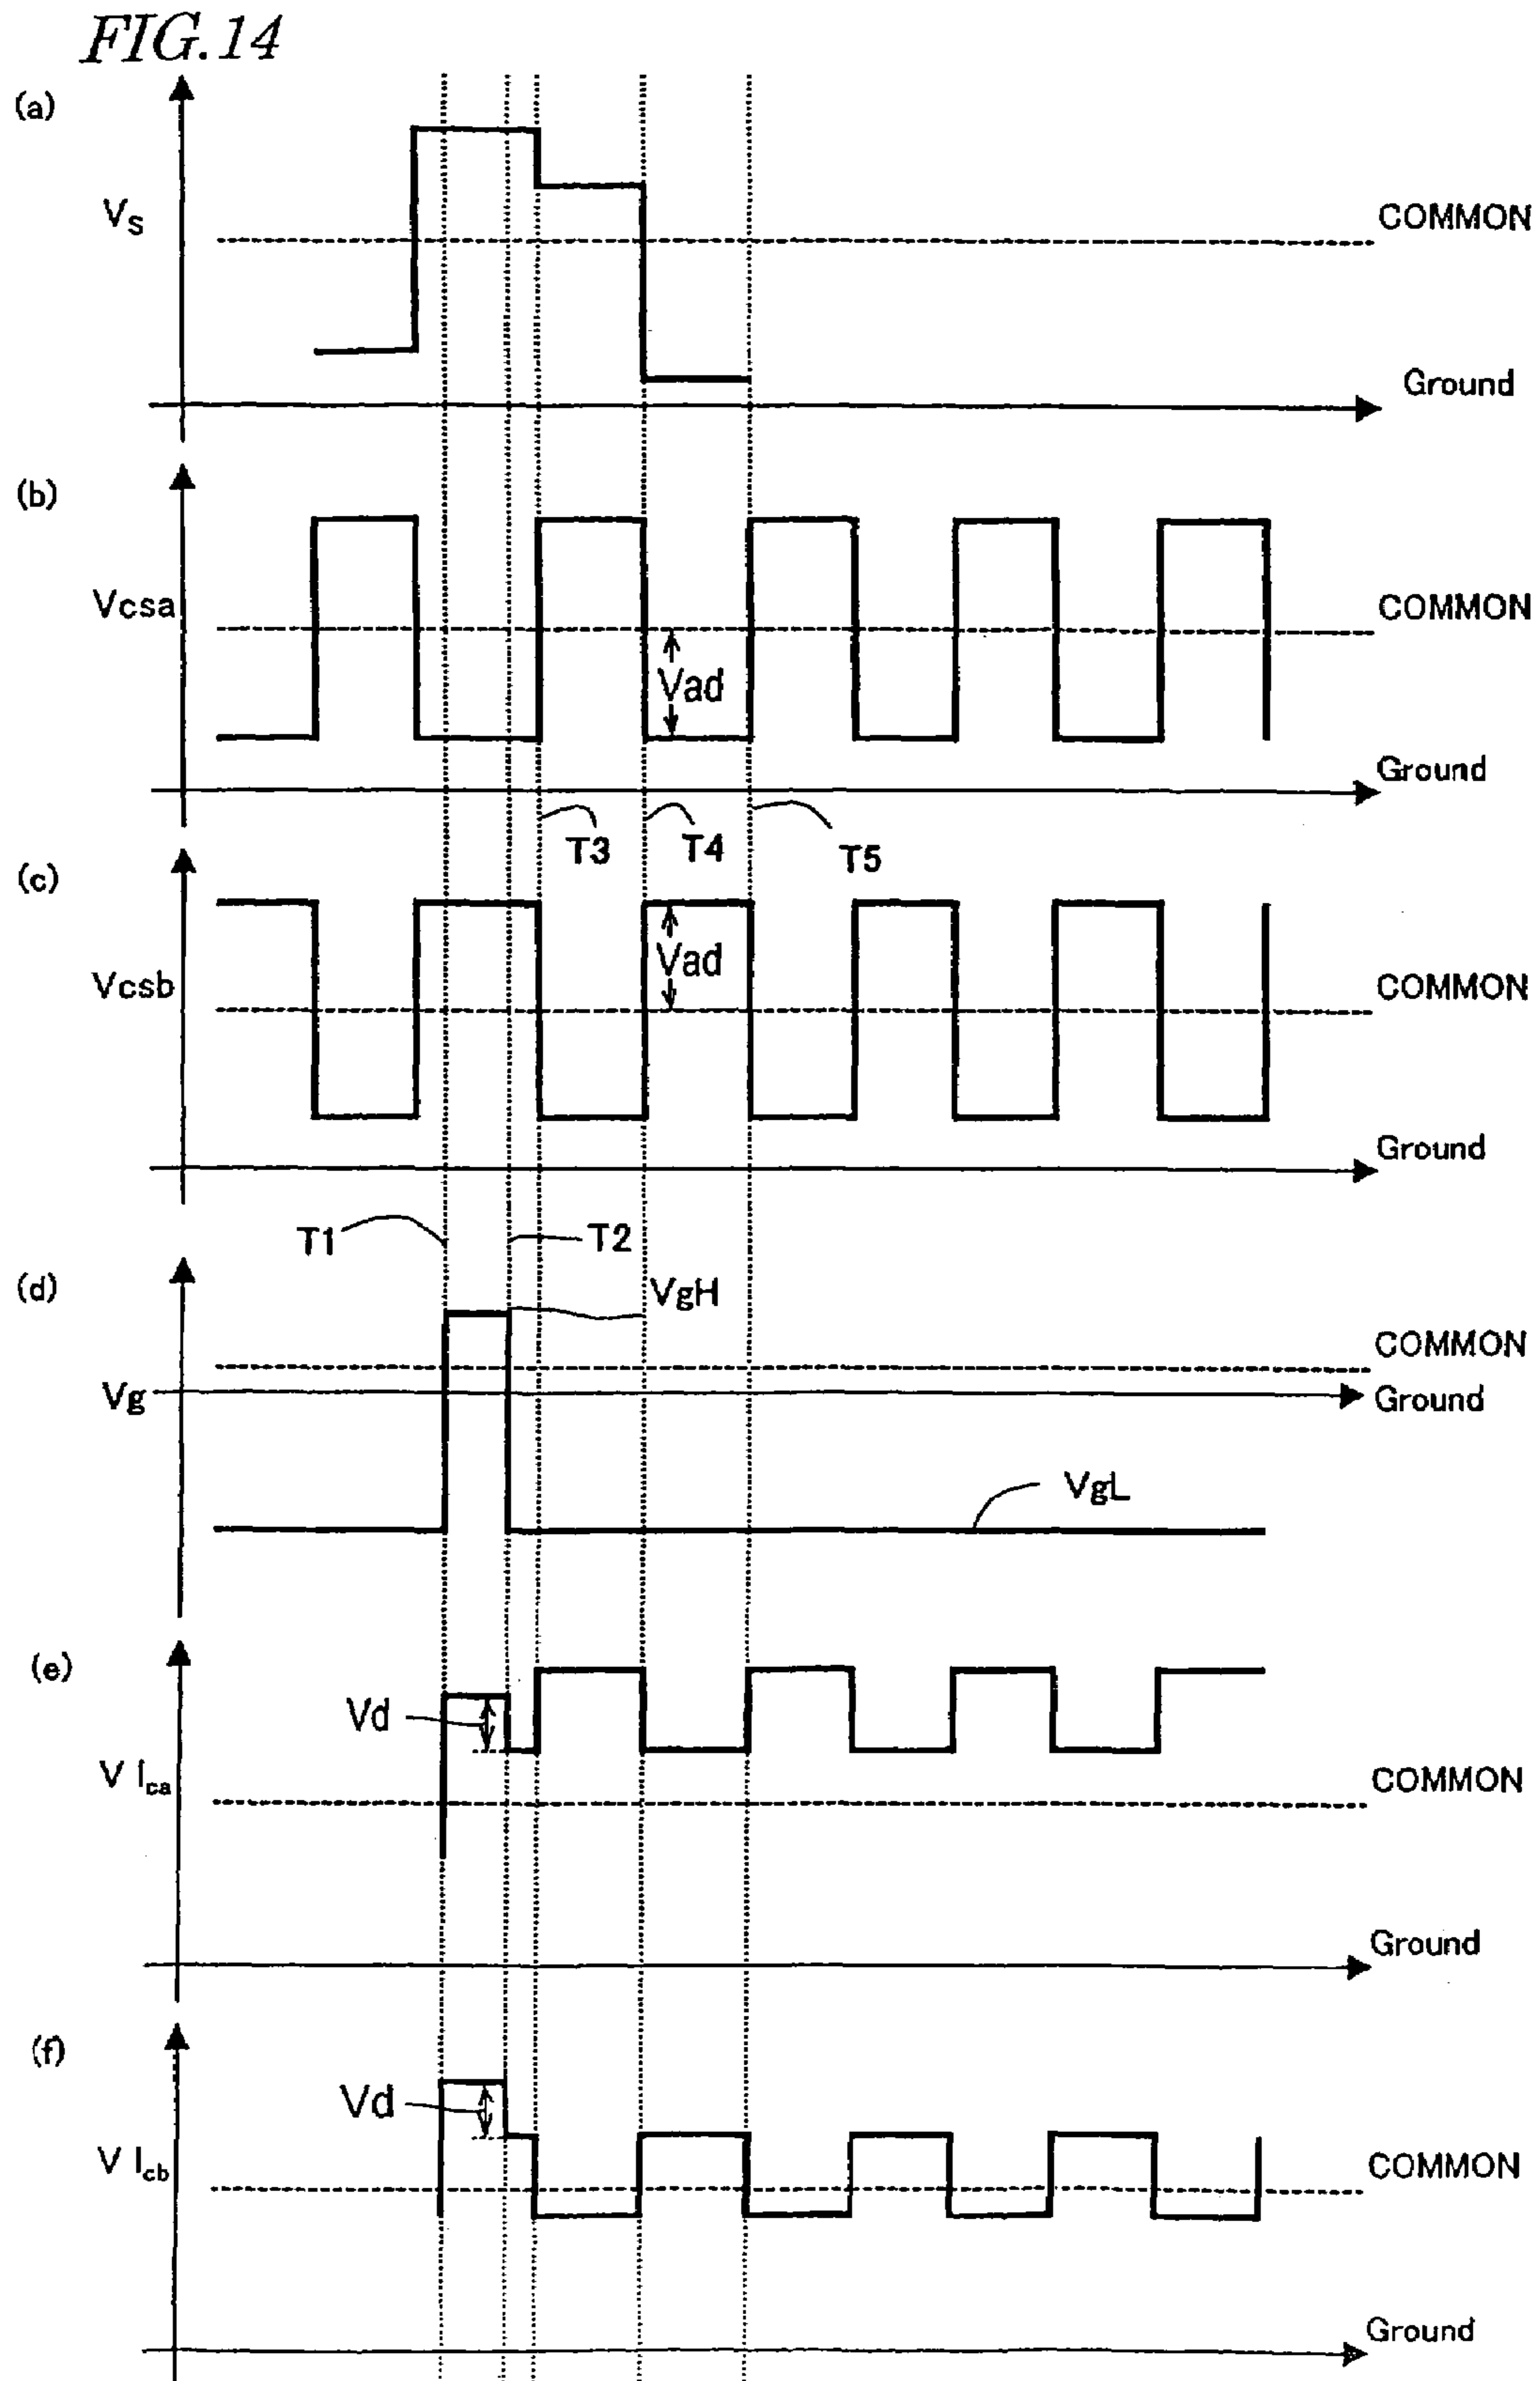 FIG.14
(a)
VS
COMMON
Ground
(b)
Vcsa
COMMON
Vad
Ground
T3
T4
T5
(c)
Vad
Vcsb
COMMON
Ground
T1
T2
(d)
VgH
COMMON
Vg
Ground
VgL
(e)
Vd
V lca
COMMON
Ground
(f)
Vd
V lcb
COMMON
Ground